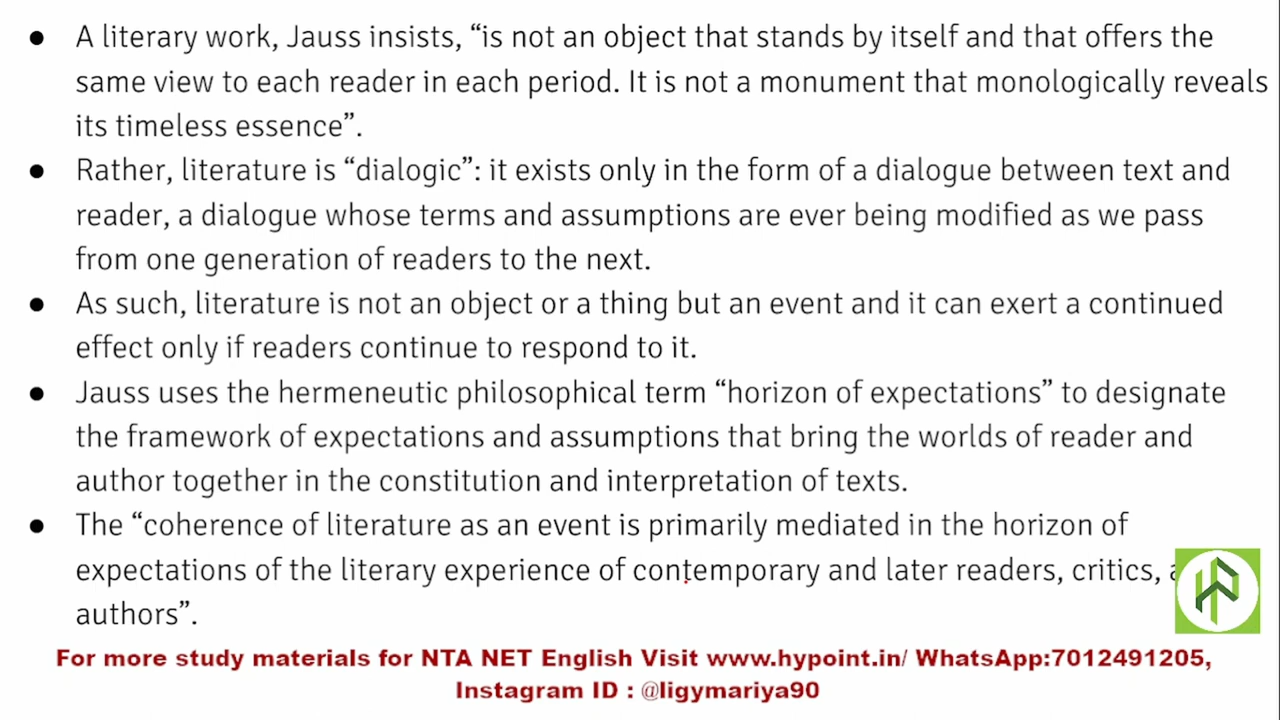 ● A literary work, Jauss insists, “is not an object that stands by itself and that offers the
same view to each reader in each period. It is not a monument that monologically reveals
its timeless essence”.
● Rather, literature is “dialogic”: it exists only in the form of a dialogue between text and
reader, a dialogue whose terms and assumptions are ever being modified as we pass
from one generation of readers to the next.
● As such, literature is not an object or a thing but an event and it can exert a continued
effect only if readers continue to respond to it.
● Jauss uses the hermeneutic philosophical term “horizon of expectations” to designate
the framework of expectations and assumptions that bring the worlds of reader and
author together in the constitution and interpretation of texts.
● The “coherence of literature as an event is primarily mediated in the horizon of
expectations of the literary experience of contemporary and later readers, critics,
authors”.
For more study materials for NTA NET English Visit www.hypoint.in/ WhatsApp:7012491205,
Instagram ID : @ligymariya90